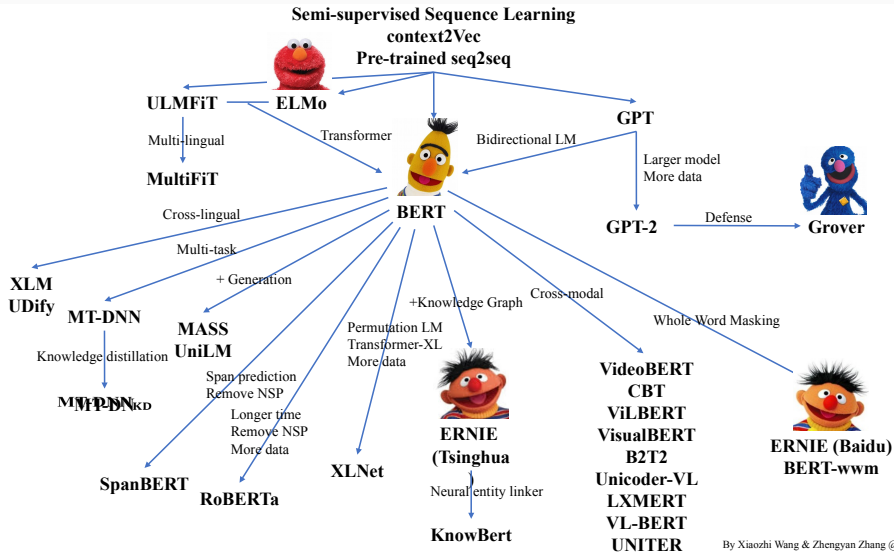 Semi-supervised Sequence Learning
context2Vec
Pre-trained seq2seq
ULMFiT
ELMo
GPT
Multi-lingual
Transformer
Bidirectional LM
MultiFiT
Larger model
More data
BERT
Cross-lingual
GPT-2
Defense
Grover
Multi-task
XLM
UDify
+ Generation
Cross-modal
+Knowledge Graph
MT-DNN
MASS
UniLM
Permutation LM
Transformer-XL
More data
Whole Word Masking
Knowledge distillation
Span prediction
Remove NSP
VideoBERT
CBT
ViLBERT
VisualBERT
B2T2
Unicoder-VL
LXMERT
VL-BERT
UNITER
Longer time
Remove NSP
More data
ERNIE
(Tsinghua
)
ERNIE (Baidu)
BERT-wwm
SpanBERT
RoBERTa
XLNet
Neural entity linker
KnowBert
By Xiaozhi Wang & Zhengyan Zhang @